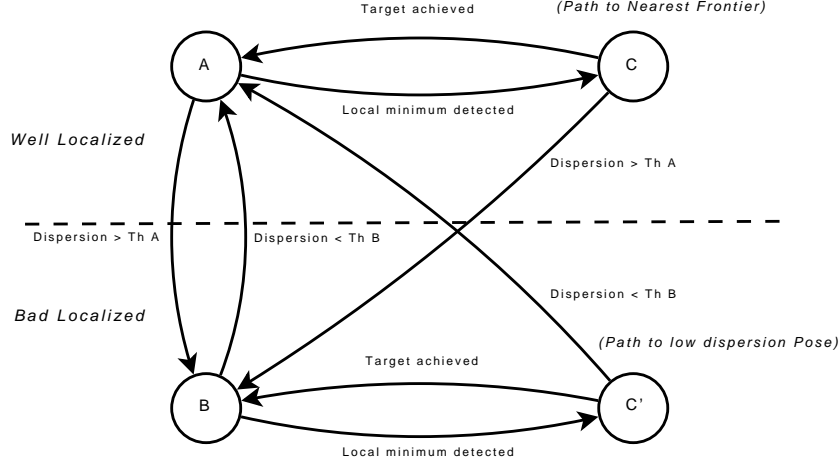 Target achieved
(Path to Nearest Frontier)
A
C
Local minimum detected
Well Localized
Dispersion > Th A
Dispersion > Th A
Dispersion < Th B
Dispersion < Th B
Bad Localized
(Path to low dispersion Pose)
Target achieved
B
C'
Local minimum detected